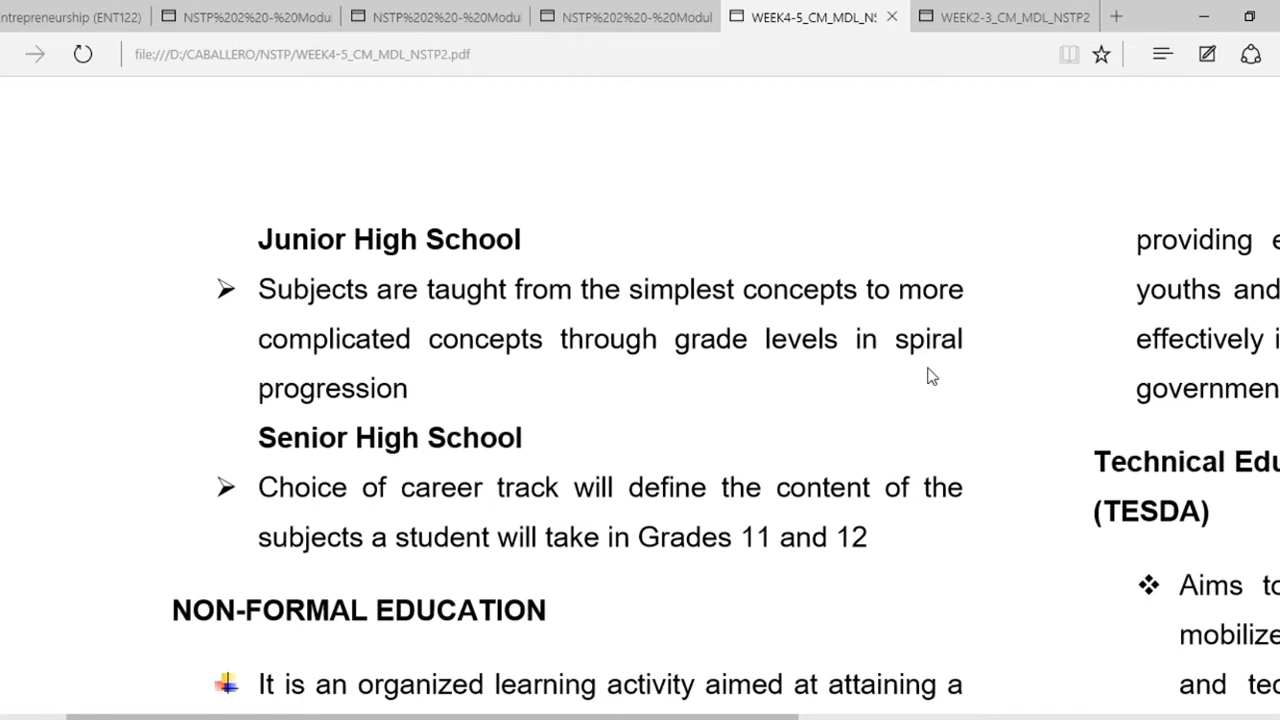 ntrepreneurship (ENT122)
NSTP%202%20-%20Modul
NSTP%202%20-%20Modul
NSTP%202%20-%20Modul
WEEK4-5_CM_MDL_NS
WEEK2-3_CM_MDL_NSTP2
file:///D:/CABALLERO/NSTP/WEEK4-5_CM_MDL_NSTP2.pdf
Junior High School
➢ Subjects are taught from the simplest concepts to more
complicated concepts through grade levels in spiral
progression
Senior High School
➢ Choice of career track will define the content of the
subjects a student will take in Grades 11 and 12
NON-FORMAL EDUCATION
It is an organized learning activity aimed at attaining a
providing e
youths and
effectively i
governmen
Technical Edu
(TESDA)
❖ Aims to
mobilize
and tec